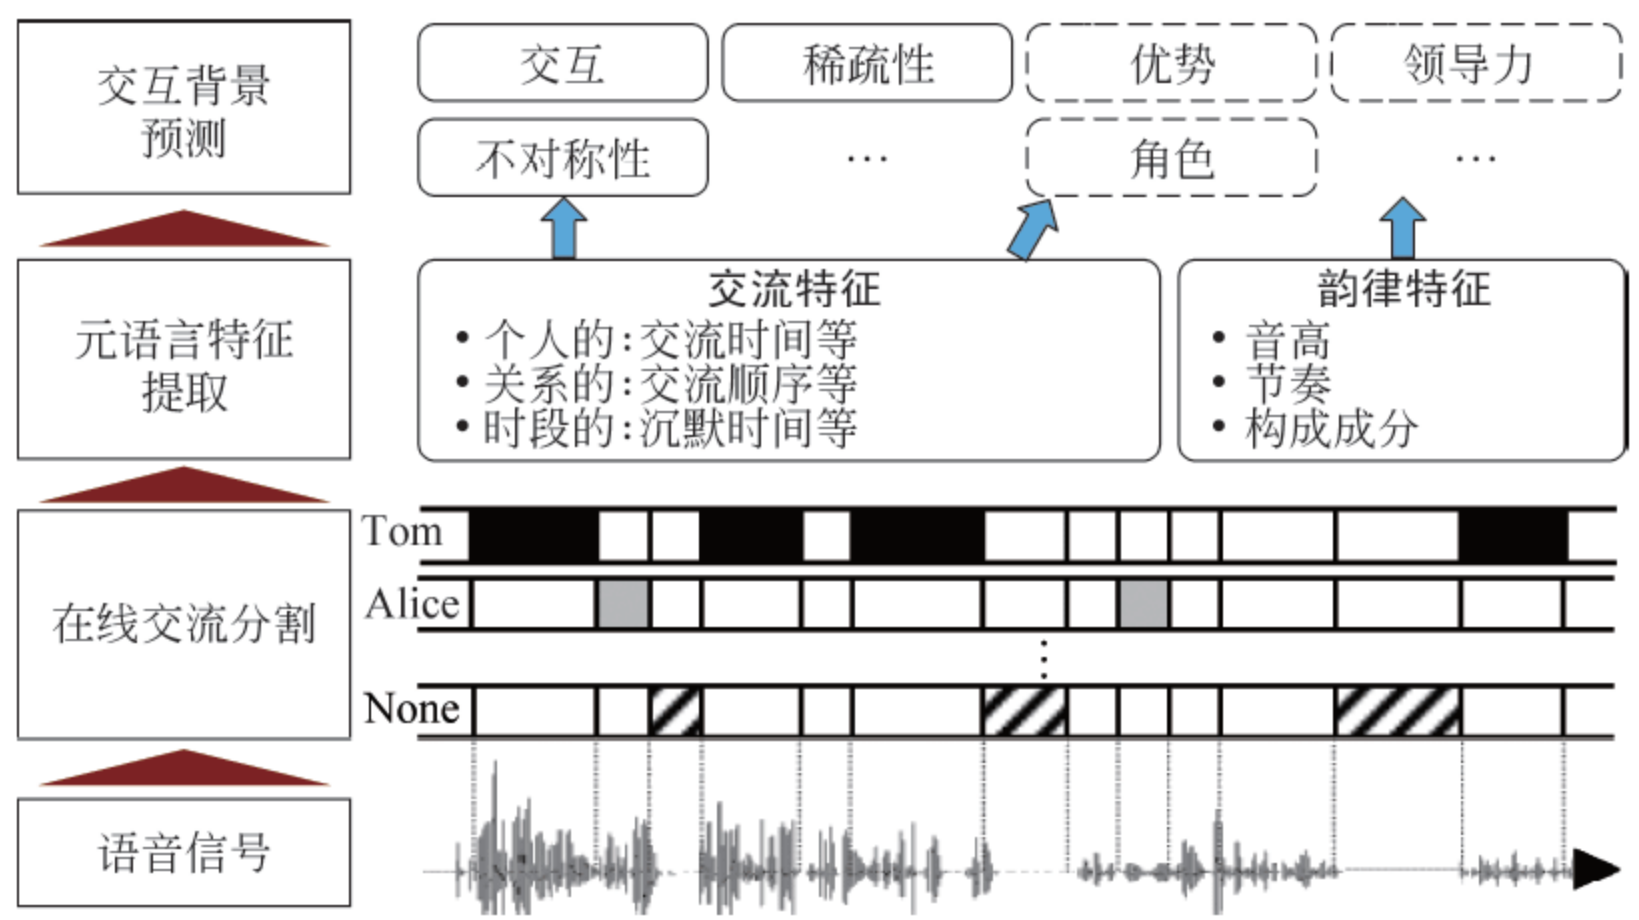 交互背景
预测
交互
稀疏性
优势
领导力
不对称性
…
角色
…
元语言特征
提取
交流特征
• 个人的:交流时间等
• 关系的:交流顺序等
• 时段的:沉默时间等
韵律特征
• 音高
• 节奏
• 构成成分
在线交流分割
Tom
Alice
⋮
None
语音信号